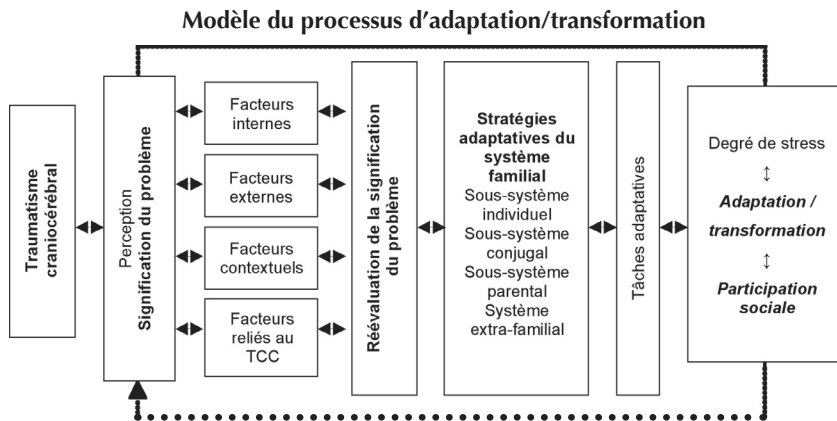 Modèle du processus d'adaptation/transformation
Traumatisme
craniocérébral
Perception
Signification du problème
Facteurs
internes
Facteurs
externes
Facteurs
contextuels
Facteurs
reliés au
TCC
Réévaluation de la signification
du problème
Stratégies
adaptatives du
système
familial
Sous-système
individuel
Sous-système
conjugal
Sous-système
parental
Système
extra-familial
Tâches adaptatives
Degré de stress
↕
Adaptation /
transformation
↕
Participation
sociale